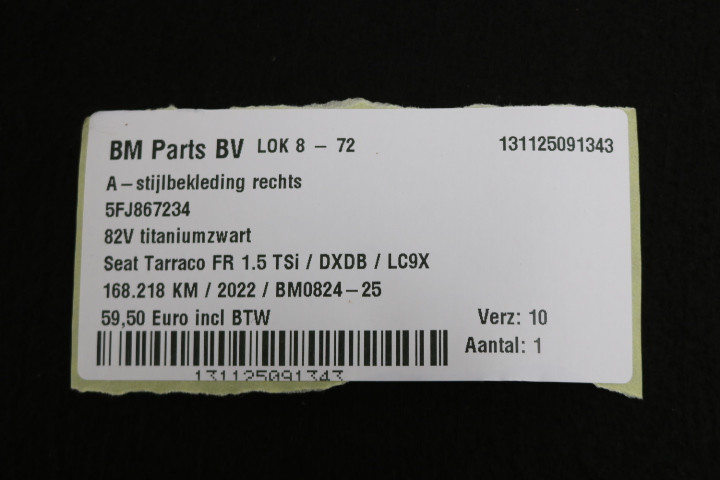 BM Parts BV LOK 8 - 72 131125091343
A-stijlbekleding rechts
5FJ867234
82V titaniumzwart
Seat Tarraco FR 1.5 TSi / DXDB / LC9X
168.218 KM / 2022 / BM0824-25
59,50 Euro incl BTW Verz: 10
Aantal: 1
131125091343